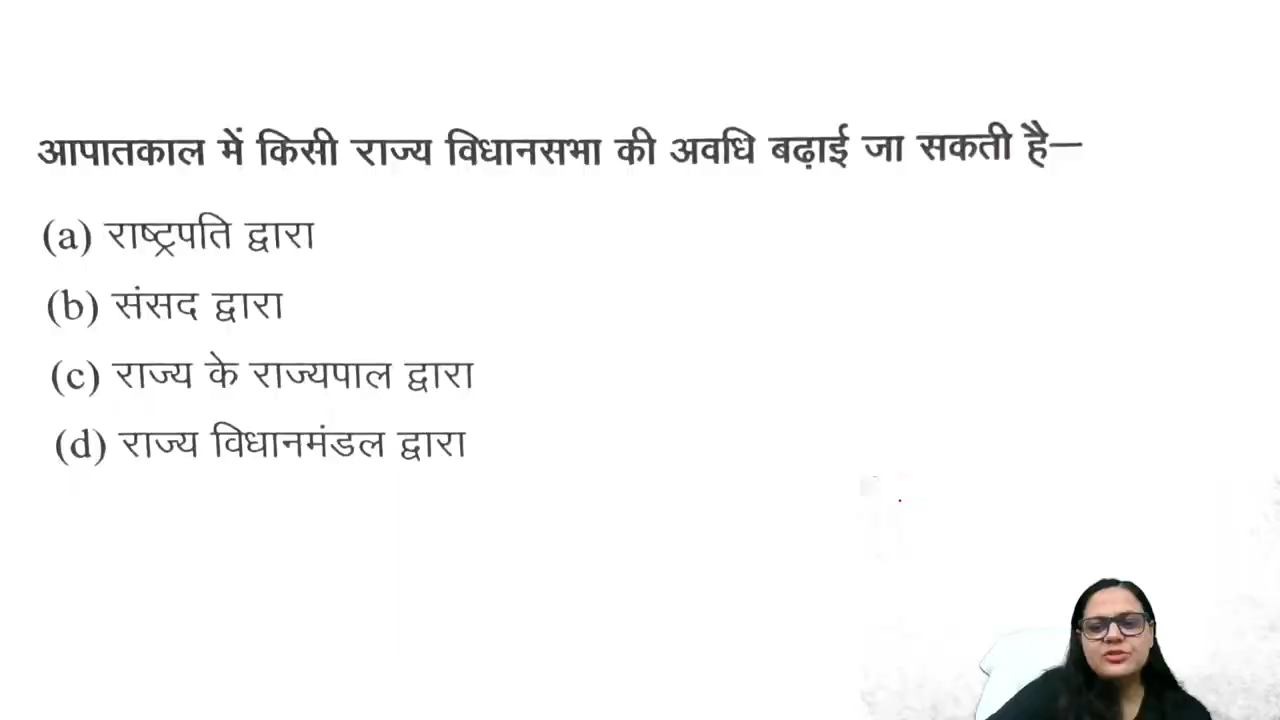 आपातकाल में किसी राज्य विधानसभा की अवधि बढ़ाई जा सकती है—
(a) राष्ट्रपति द्वारा
(b) संसद द्वारा
(c) राज्य के राज्यपाल द्वारा
(d) राज्य विधानमंडल द्वारा